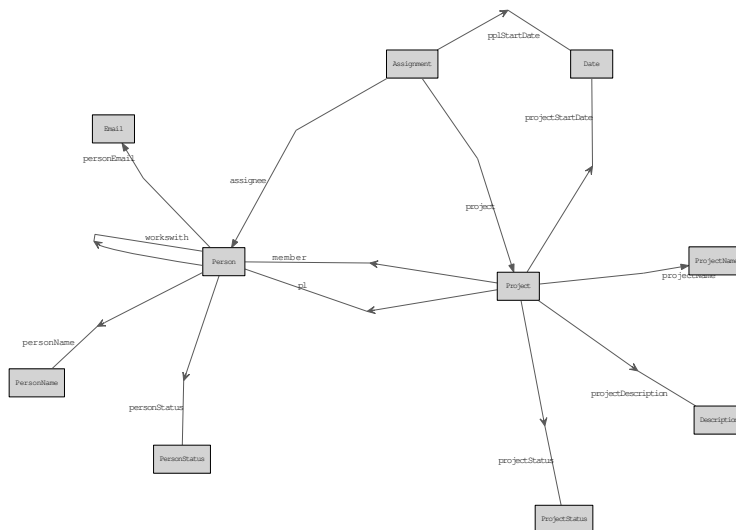 pplStartDate
Assignment
Date
projectStartDate
Email
personEmail
assignee
project
workswith
member
Person
ProjectName
projectName
pl
Project
personName
PersonName
projectDescription
personStatus
Description
PersonStatus
projectStatus
ProjectStatus